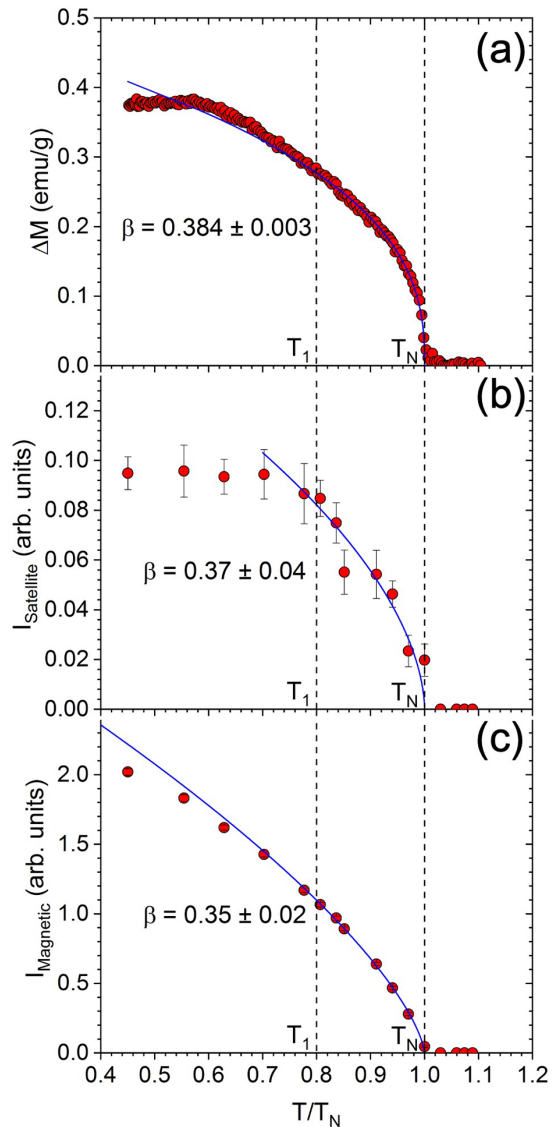 (a)
0.5
0.4
0.3
0.2
0.1
0.0
ΔM (emu/g)
β = 0.384 ± 0.003
T₁
T_N
(b)
0.12
0.10
0.08
0.06
0.04
0.02
0.00
I_Satellite (arb. units)
β = 0.37 ± 0.04
T₁
T_N
(c)
2.0
1.5
1.0
0.5
0.0
I_Magnetic (arb. units)
β = 0.35 ± 0.02
T₁
T_N
0.4 0.5 0.6 0.7 0.8 0.9 1.0 1.1 1.2
T/T_N